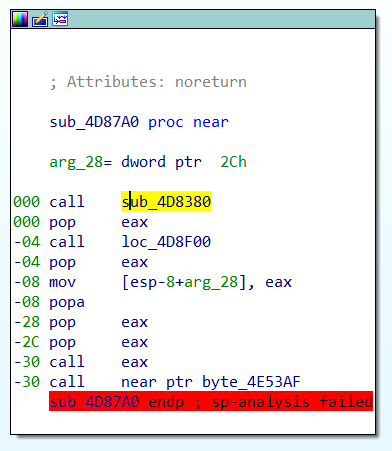 ; Attributes: noreturn
sub_4D87A0 proc near
arg_28= dword ptr  2Ch
000 call    sub_4D8380
000 pop     eax
-04 call    loc_4D8F00
-04 pop     eax
-08 mov     [esp-8+arg_28], eax
-08 popa
-28 pop     eax
-2C pop     eax
-30 call    eax
-30 call    near ptr byte_4E53AF
sub_4D87A0 endp ; sp-analysis failed